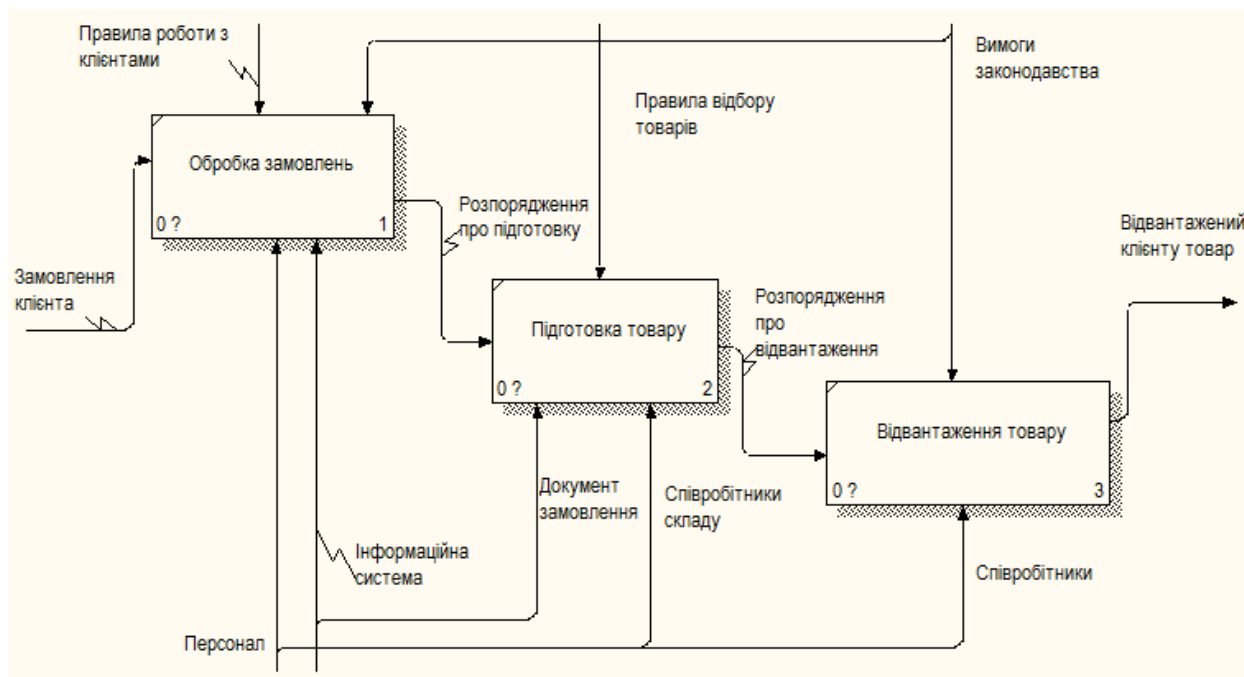 Правила роботи з
клієнтами
Вимоги
законодавства
Правила відбору
товарів
Обробка замовлень
0 ?
1
Розпорядження
про підготовку
Відвантажений
клієнту товар
Замовлення
клієнта
Розпорядження
про
відвантаження
Підготовка товару
0 ?
2
Відвантаження товару
0 ?
3
Документ
замовлення
Співробітники
складу
Інформаційна
система
Співробітники
Персонал